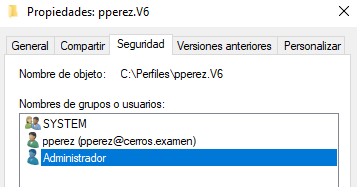 Propiedades: pperez.V6
General Compartir Seguridad Versiones anteriores Personalizar
Nombre de objeto: C:\Perfiles\pperez.V6
Nombres de grupos o usuarios:
SYSTEM
pperez (pperez@cerros.examen)
Administrador